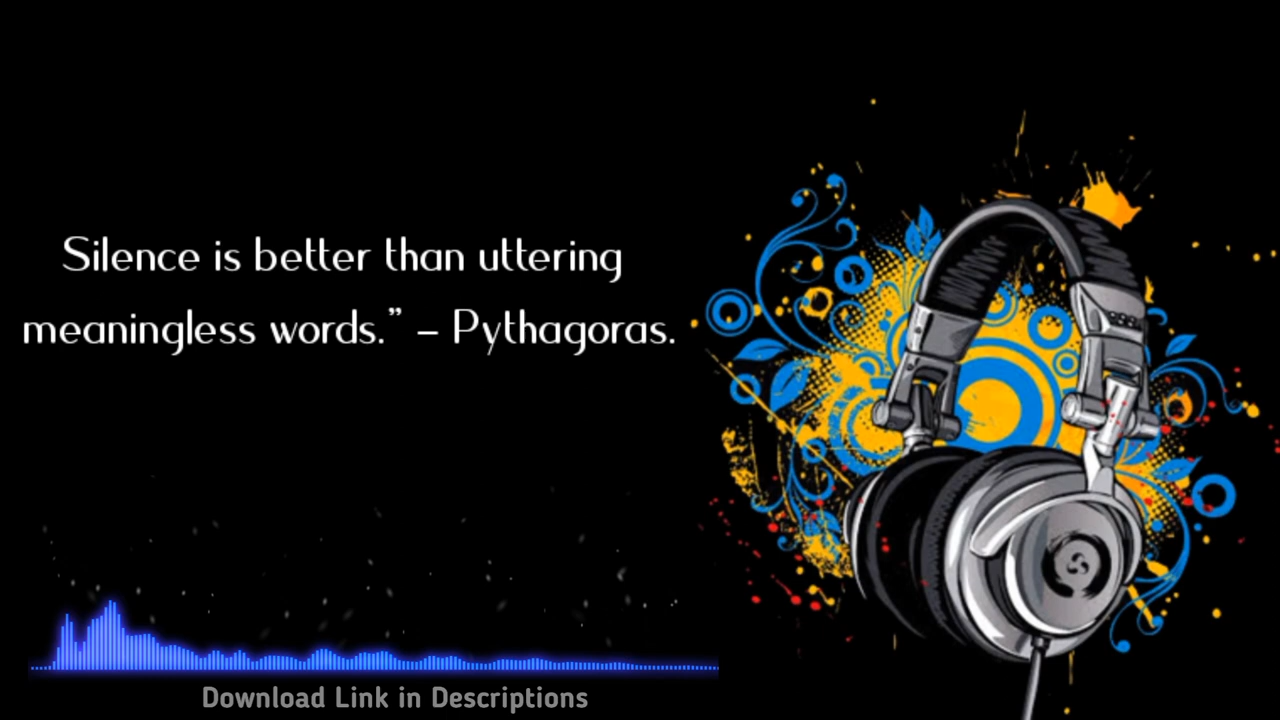 Silence is better than uttering
meaningless words.” – Pythagoras.
Download Link in Descriptions